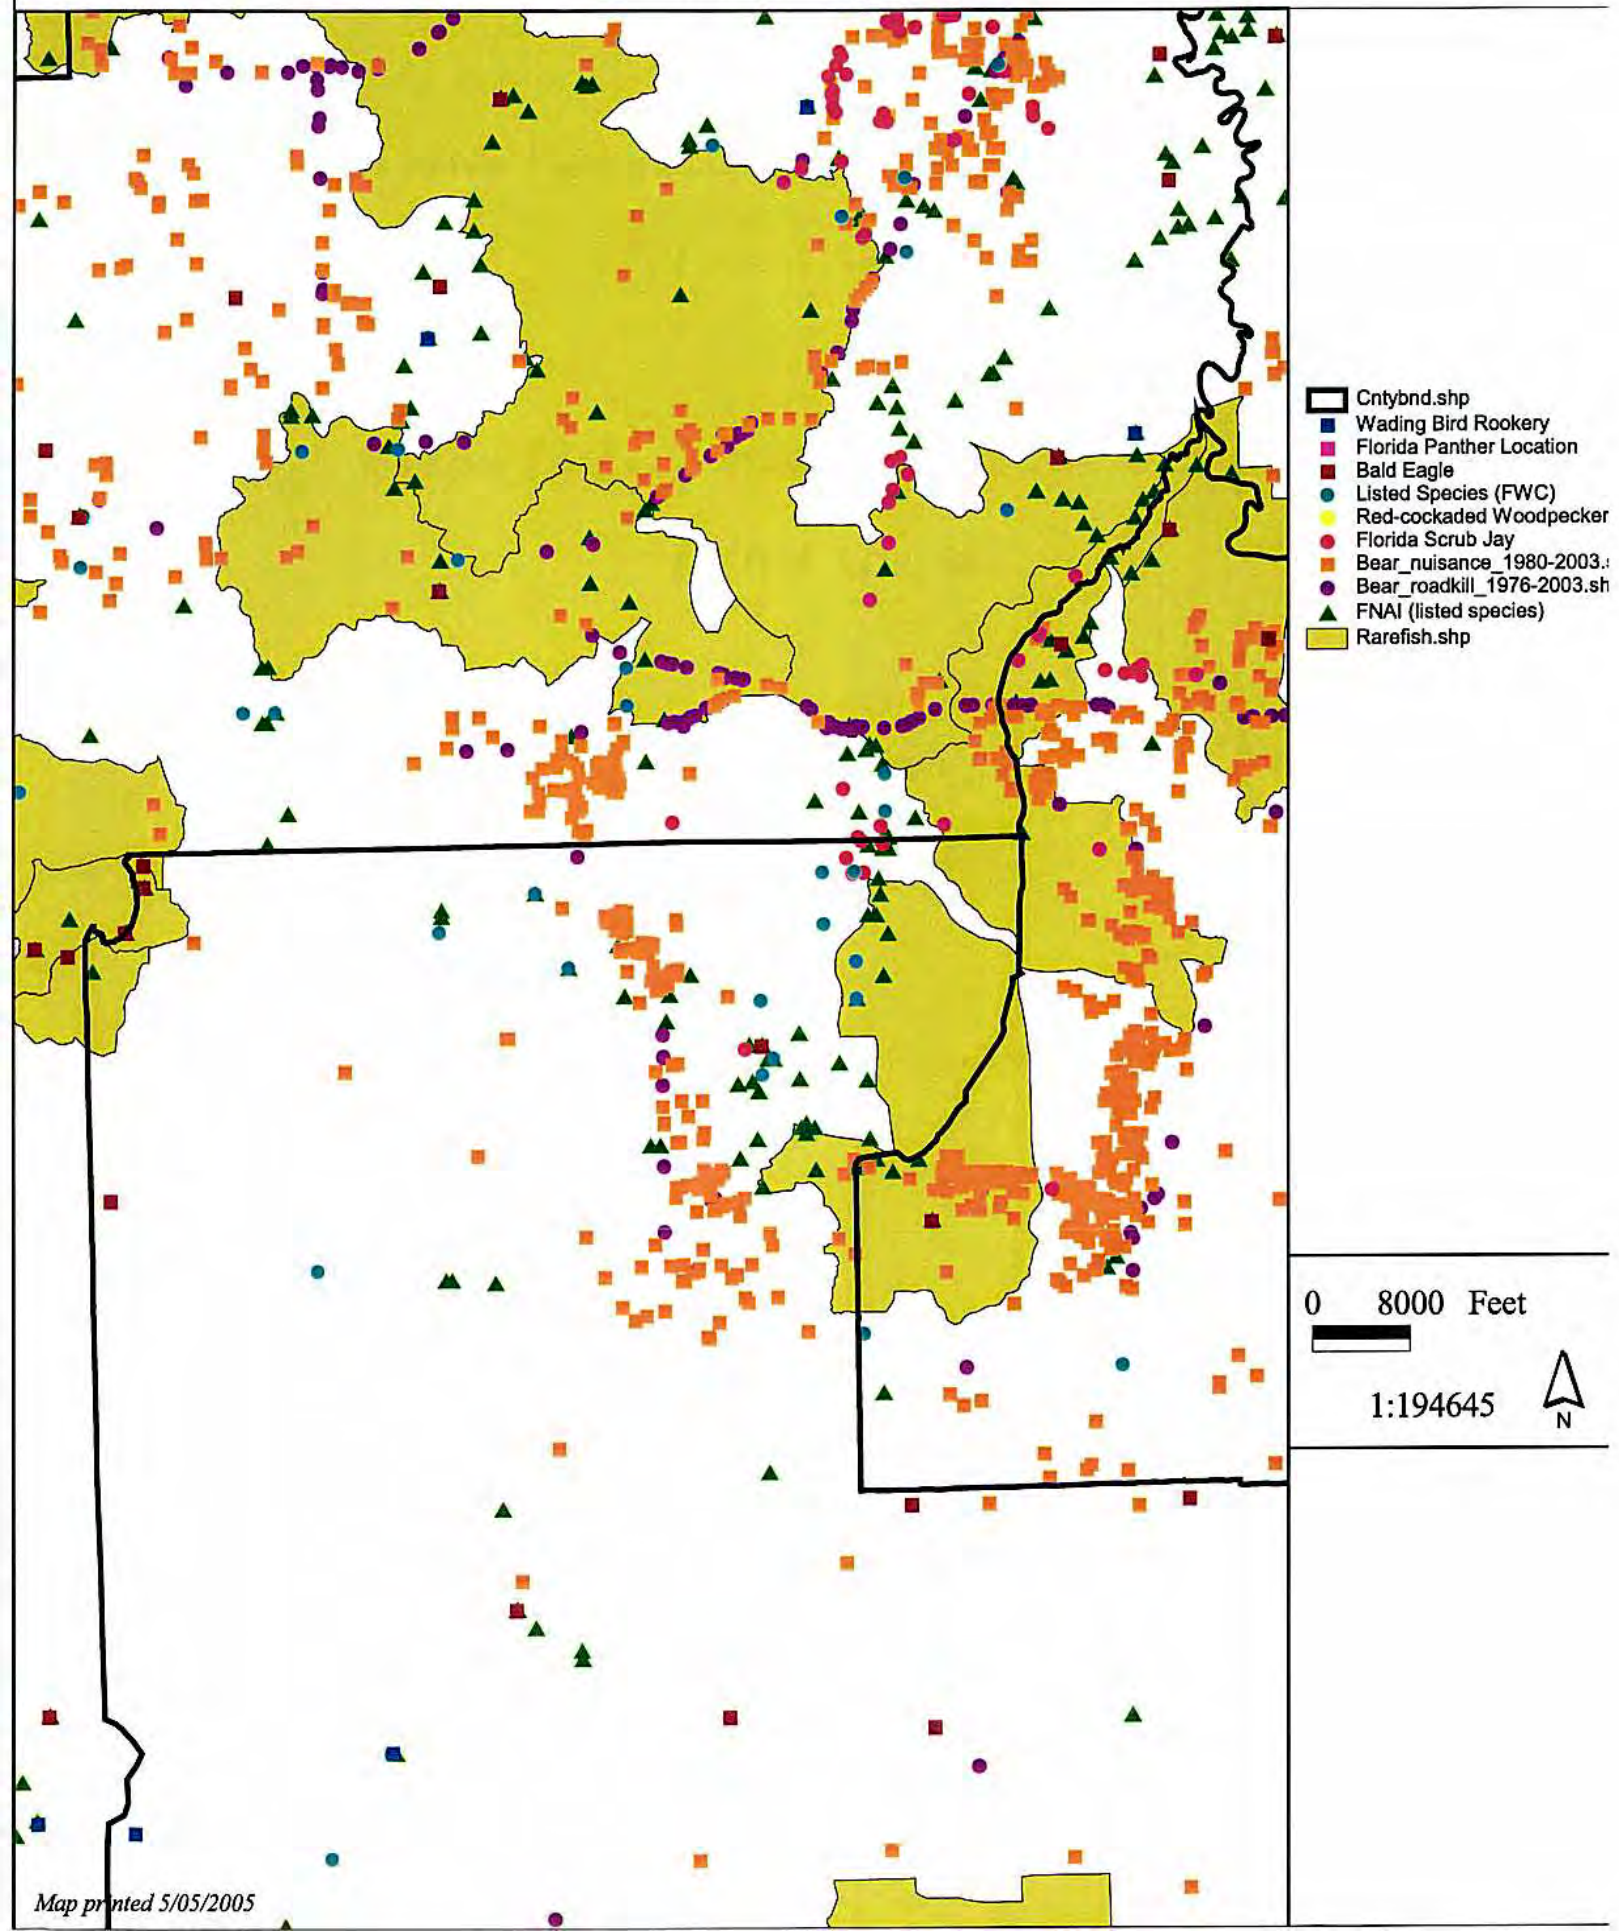 Cntybnd.shp
Wading Bird Rookery
Florida Panther Location
Bald Eagle
Listed Species (FWC)
Red-cockaded Woodpecker
Florida Scrub Jay
Bear_nuisance_1980-2003.s
Bear_roadkill_1976-2003.sh
FNAI (listed species)
Rarefish.shp
0 8000 Feet
1:194645
N
Map printed 5/05/2005